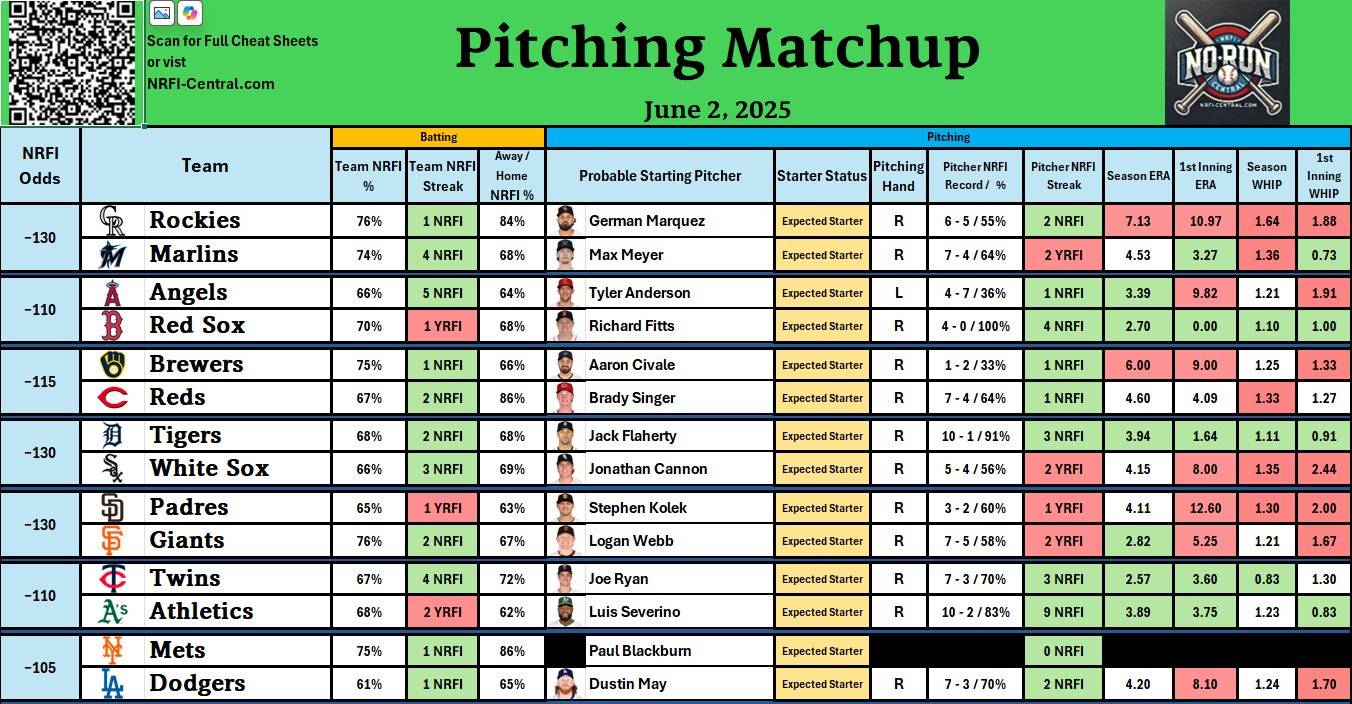 Scan for Full Cheat Sheets
or vist
NRFI-Central.com
Pitching Matchup
June 2, 2025
NRFI
NO·RUN
CENTRAL
NRFI-CENTRAL.COM
Batting Pitching
NRFI Odds Team Team NRFI % Team NRFI Streak Away / Home NRFI % Probable Starting Pitcher Starter Status Pitching Hand Pitcher NRFI Record / % Pitcher NRFI Streak Season ERA 1st Inning ERA Season WHIP 1st Inning WHIP
-130
Rockies 76% 1 NRFI 84% German Marquez Expected Starter R 6 - 5 / 55% 2 NRFI 7.13 10.97 1.64 1.88
Marlins 74% 4 NRFI 68% Max Meyer Expected Starter R 7 - 4 / 64% 2 YRFI 4.53 3.27 1.36 0.73
-110
Angels 66% 5 NRFI 64% Tyler Anderson Expected Starter L 4 - 7 / 36% 1 NRFI 3.39 9.82 1.21 1.91
Red Sox 70% 1 YRFI 68% Richard Fitts Expected Starter R 4 - 0 / 100% 4 NRFI 2.70 0.00 1.10 1.00
-115
Brewers 75% 1 NRFI 66% Aaron Civale Expected Starter R 1 - 2 / 33% 1 NRFI 6.00 9.00 1.25 1.33
Reds 67% 2 NRFI 86% Brady Singer Expected Starter R 7 - 4 / 64% 1 NRFI 4.60 4.09 1.33 1.27
-130
Tigers 68% 2 NRFI 68% Jack Flaherty Expected Starter R 10 - 1 / 91% 3 NRFI 3.94 1.64 1.11 0.91
White Sox 66% 3 NRFI 69% Jonathan Cannon Expected Starter R 5 - 4 / 56% 2 YRFI 4.15 8.00 1.35 2.44
-130
Padres 65% 1 YRFI 63% Stephen Kolek Expected Starter R 3 - 2 / 60% 1 YRFI 4.11 12.60 1.30 2.00
Giants 76% 2 NRFI 67% Logan Webb Expected Starter R 7 - 5 / 58% 2 YRFI 2.82 5.25 1.21 1.67
-110
Twins 67% 4 NRFI 72% Joe Ryan Expected Starter R 7 - 3 / 70% 3 NRFI 2.57 3.60 0.83 1.30
Athletics 68% 2 YRFI 62% Luis Severino Expected Starter R 10 - 2 / 83% 9 NRFI 3.89 3.75 1.23 0.83
-105
Mets 75% 1 NRFI 86% Paul Blackburn Expected Starter 0 NRFI
Dodgers 61% 1 NRFI 65% Dustin May Expected Starter R 7 - 3 / 70% 2 NRFI 4.20 8.10 1.24 1.70